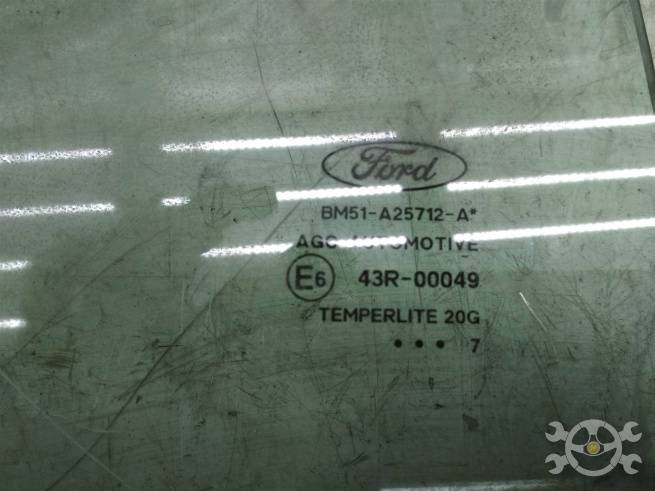 Ford
BM51-A25712-A*
AGC AUTOMOTIVE
E6 43R-00049
TEMPERLITE 20G
••• 7